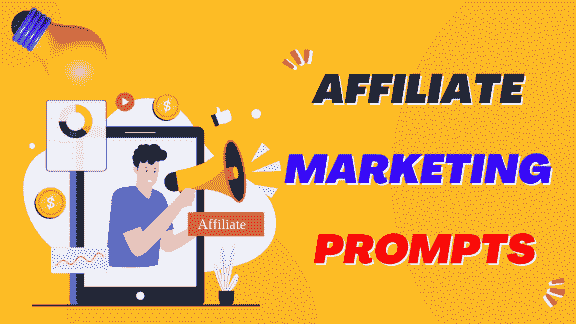 AFFILIATE
MARKETING
PROMPTS
Affiliate